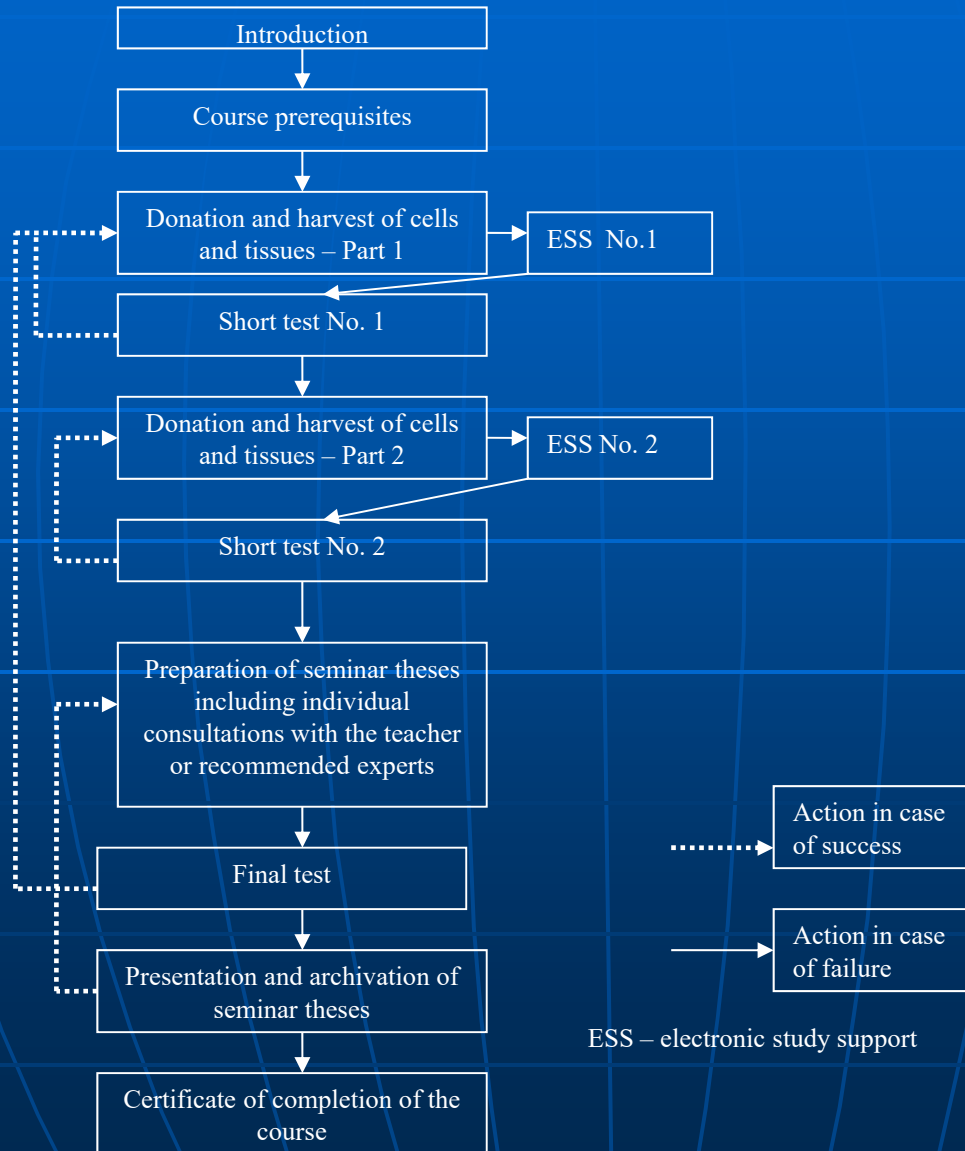 Introduction
Course prerequisites
Donation and harvest of cells
and tissues – Part 1
ESS No.1
Short test No. 1
Donation and harvest of cells
and tissues – Part 2
ESS No. 2
Short test No. 2
Preparation of seminar theses
including individual
consultations with the teacher
or recommended experts
Final test
Presentation and archivation of
seminar theses
Certificate of completion of the
course
Action in case
of success
Action in case
of failure
ESS – electronic study support